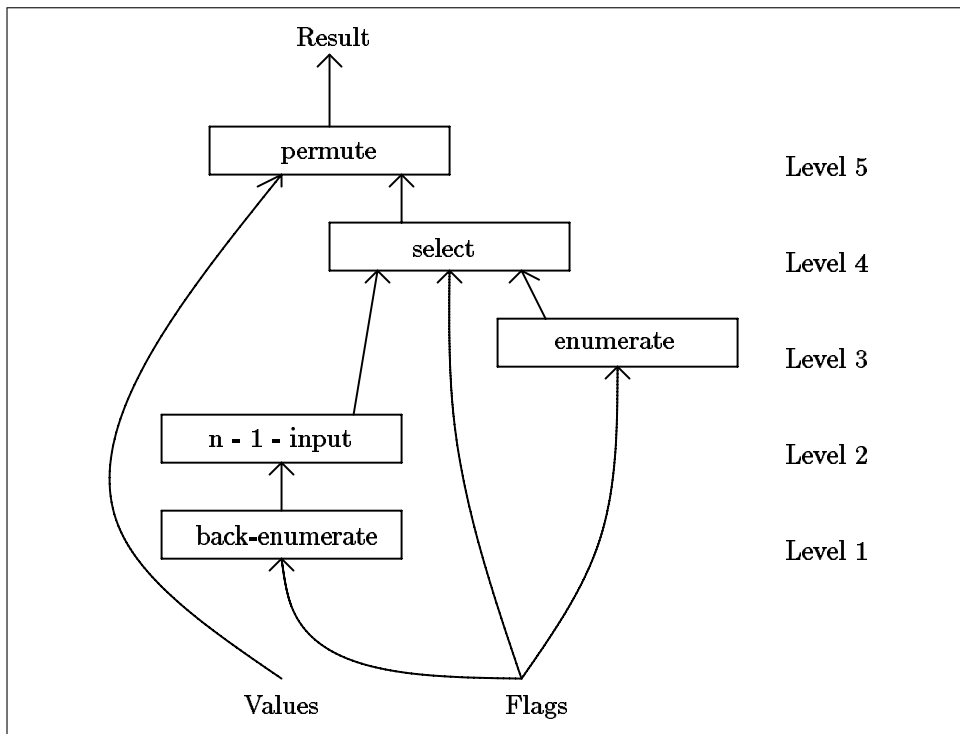 Result
permute
Level 5
select
Level 4
enumerate
Level 3
n - 1 - input
Level 2
back-enumerate
Level 1
Values
Flags